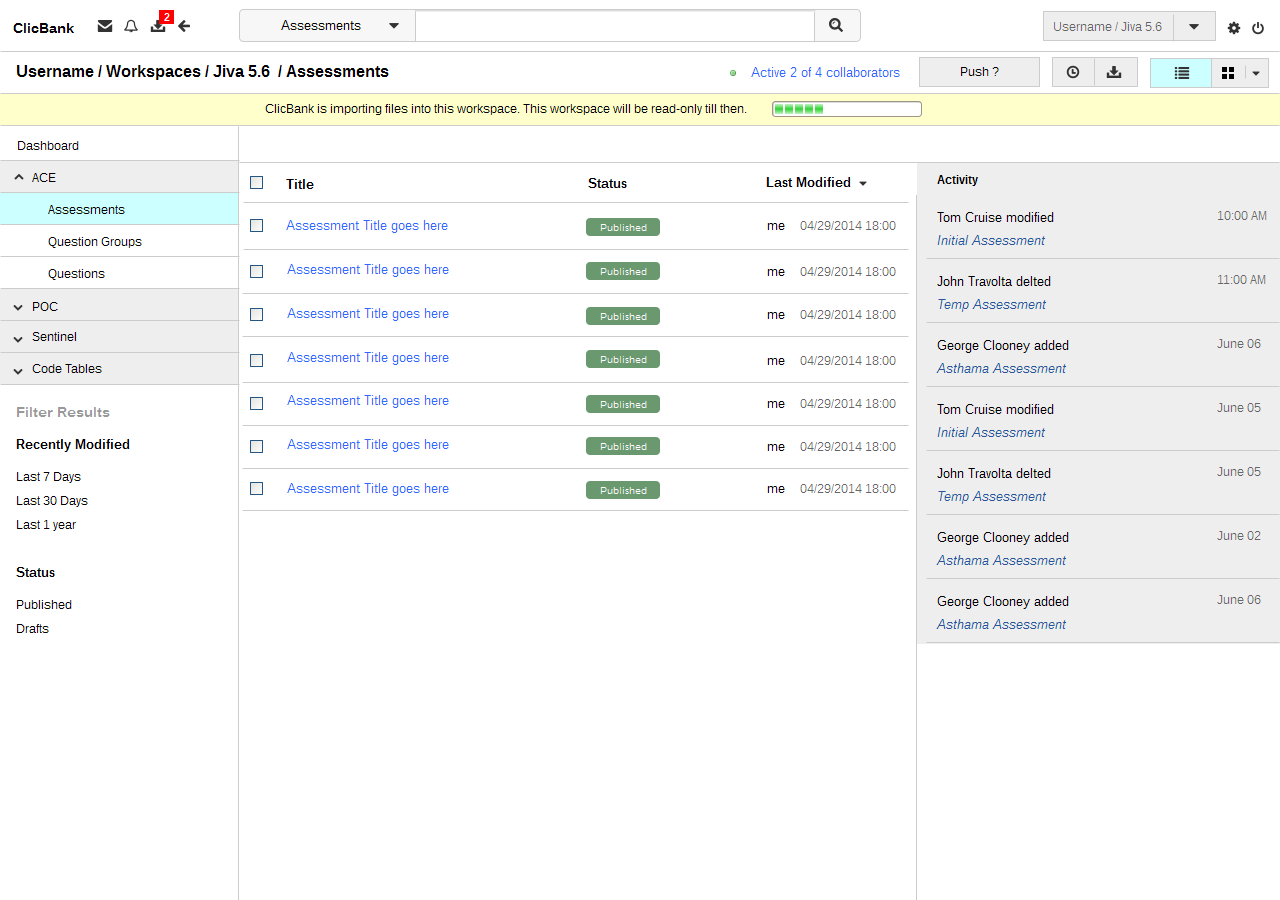 ClicBank
2
Assessments
Username / Jiva 5.6
Username / Workspaces / Jiva 5.6 / Assessments
Active 2 of 4 collaborators
Push ?
ClicBank is importing files into this workspace. This workspace will be read-only till then.
Dashboard
ACE
Assessments
Question Groups
Questions
POC
Sentinel
Code Tables
Filter Results
Recently Modified
Last 7 Days
Last 30 Days
Last 1 year
Status
Published
Drafts
Title Status Last Modified
Assessment Title goes here Published me 04/29/2014 18:00
Assessment Title goes here Published me 04/29/2014 18:00
Assessment Title goes here Published me 04/29/2014 18:00
Assessment Title goes here Published me 04/29/2014 18:00
Assessment Title goes here Published me 04/29/2014 18:00
Assessment Title goes here Published me 04/29/2014 18:00
Assessment Title goes here Published me 04/29/2014 18:00
Activity
Tom Cruise modified 10:00 AM
Initial Assessment
John Travolta delted 11:00 AM
Temp Assessment
George Clooney added June 06
Asthama Assessment
Tom Cruise modified June 05
Initial Assessment
John Travolta delted June 05
Temp Assessment
George Clooney added June 02
Asthama Assessment
George Clooney added June 06
Asthama Assessment